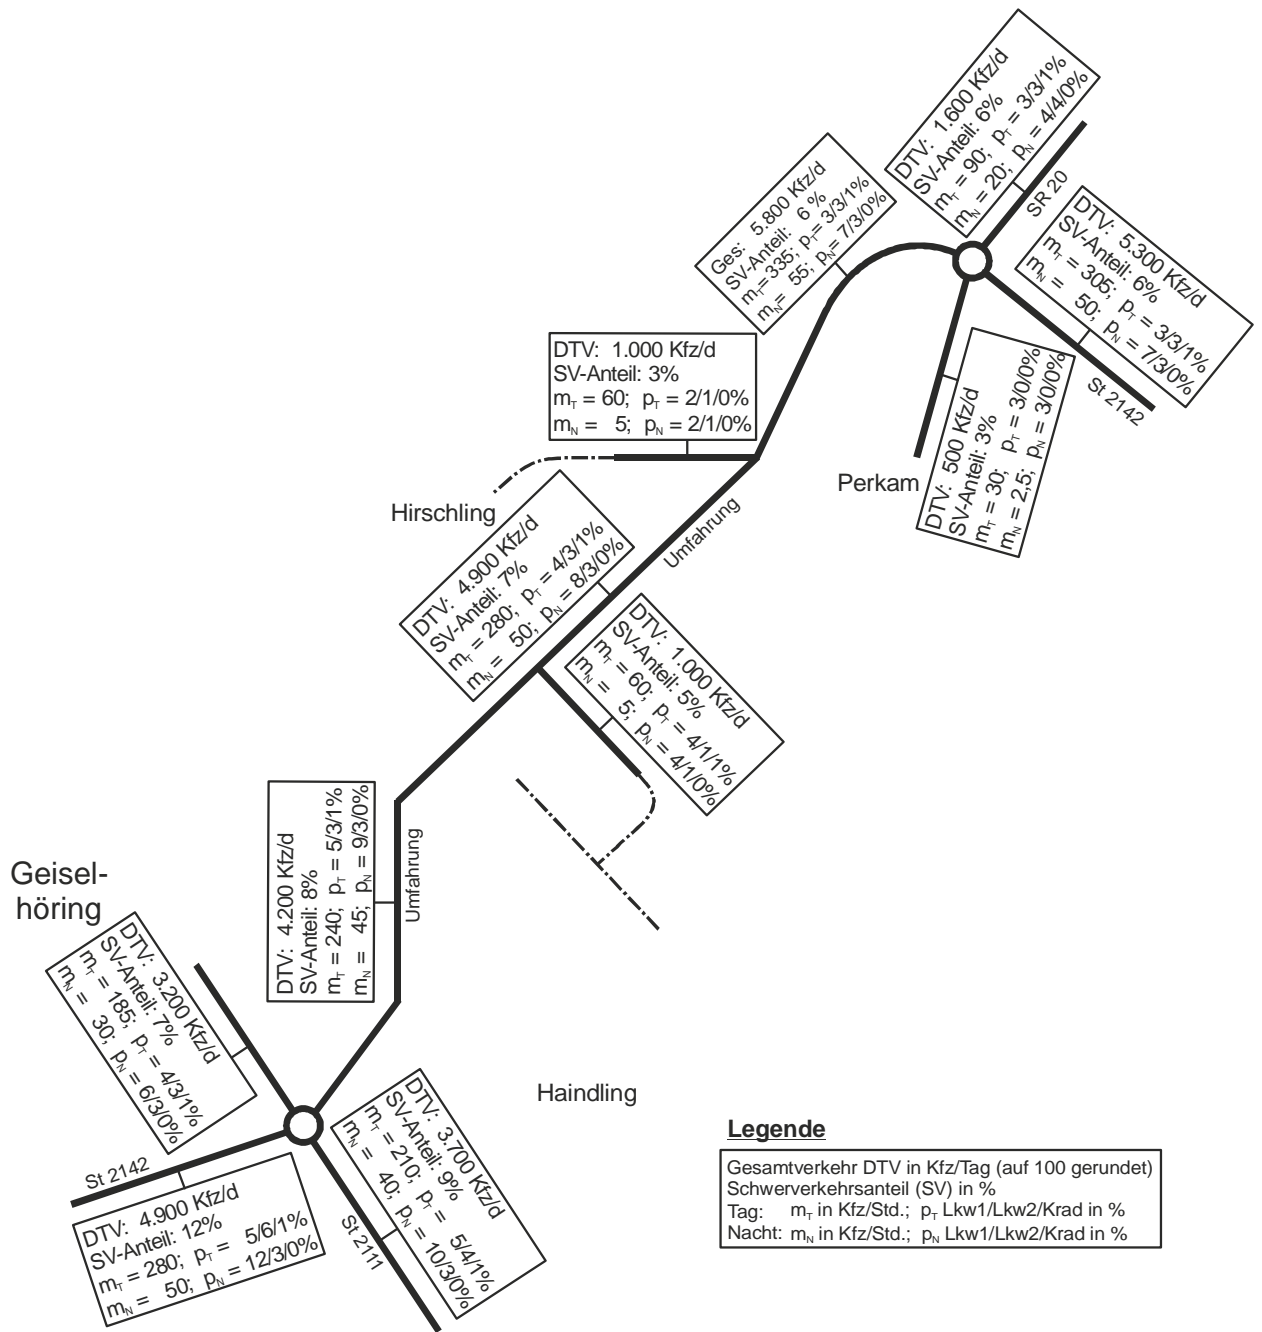 DTV: 1.600 Kfz/d
SV-Anteil: 6%
mT = 90; pT = 3/3/1%
mN = 20; pN = 4/4/0%
SR 20
Ges: 5.800 Kfz/d
SV-Anteil: 6 %
mT= 335; pT= 3/3/1%
mN= 55; pN= 7/3/0%
DTV: 5.300 Kfz/d
SV-Anteil: 6%
mT = 305; pT = 3/3/1%
mN = 50; pN = 7/3/0%
St 2142
DTV: 1.000 Kfz/d
SV-Anteil: 3%
mT = 60; pT = 2/1/0%
mN = 5; pN = 2/1/0%
DTV: 500 Kfz/d
SV-Anteil: 3%
mT = 30; pT = 3/0/0%
mN = 2,5; pN = 3/0/0%
Perkam
Hirschling
Umfahrung
DTV: 4.900 Kfz/d
SV-Anteil: 7%
mT = 280; pT = 4/3/1%
mN = 50; pN = 8/3/0%
DTV: 1.000 Kfz/d
SV-Anteil: 5%
mT = 60; pT = 4/1/1%
mN = 5; pN = 4/1/0%
DTV: 4.200 Kfz/d
SV-Anteil: 8%
mT = 240; pT = 5/3/1%
mN = 45; pN = 9/3/0%
Umfahrung
Geisel-
höring
DTV: 3.200 Kfz/d
SV-Anteil: 7%
mT = 185; pT = 4/3/1%
mN = 30; pN = 6/3/0%
Haindling
DTV: 3.700 Kfz/d
SV-Anteil: 9%
mT = 210; pT = 5/4/1%
mN = 40; pN = 10/3/0%
St 2142
St 2111
DTV: 4.900 Kfz/d
SV-Anteil: 12%
mT = 280; pT = 5/6/1%
mN = 50; pN = 12/3/0%
Legende
Gesamtverkehr DTV in Kfz/Tag (auf 100 gerundet)
Schwerverkehrsanteil (SV) in %
Tag: mT in Kfz/Std.; pT Lkw1/Lkw2/Krad in %
Nacht: mN in Kfz/Std.; pN Lkw1/Lkw2/Krad in %